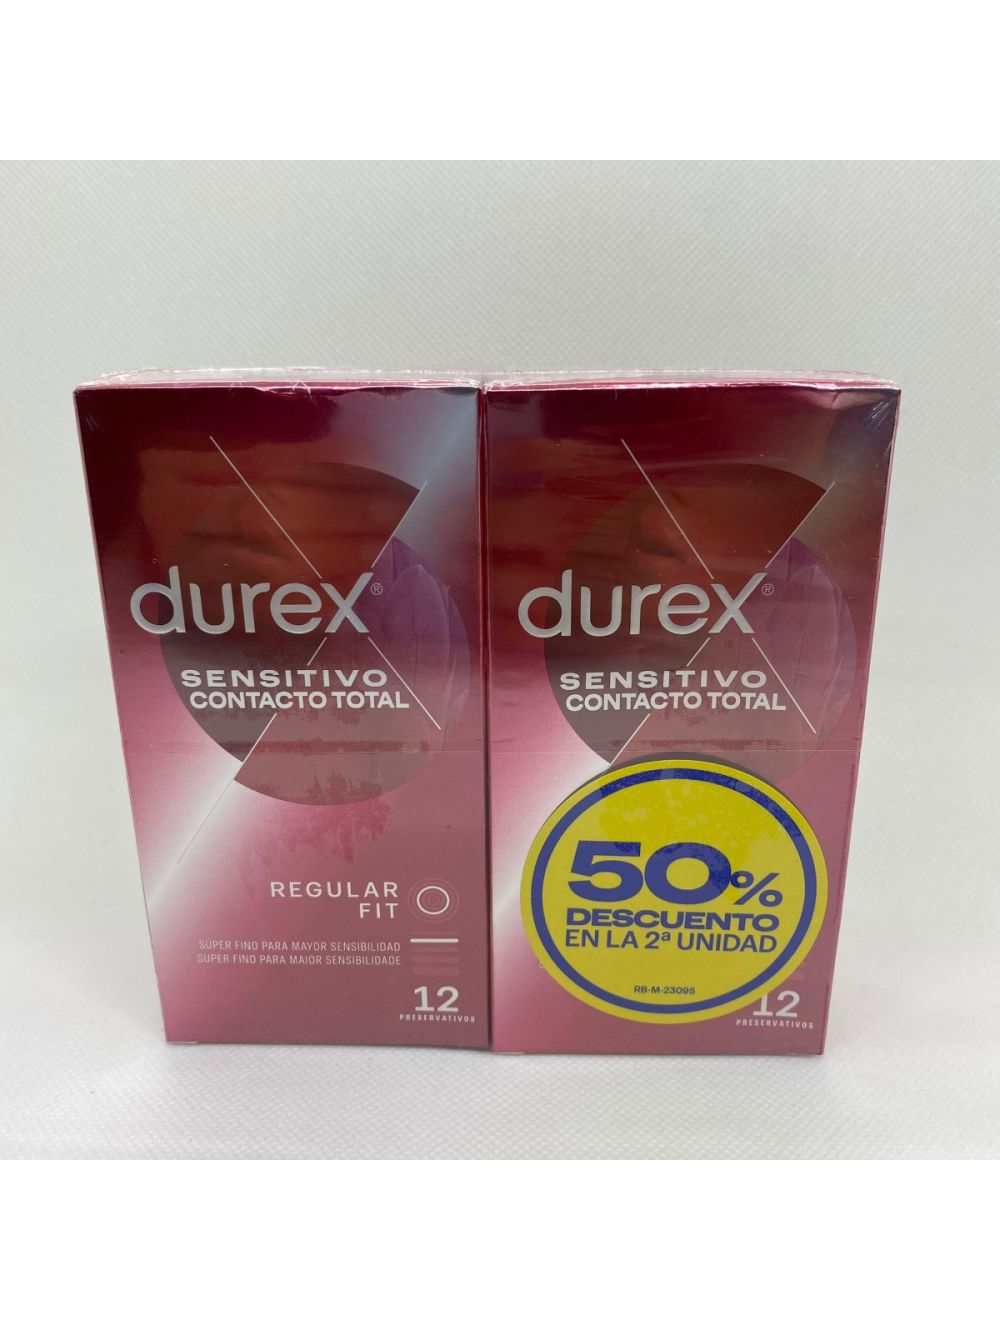 durex®
SENSITIVO
CONTACTO TOTAL
REGULAR
FIT
SUPER FINO PARA MAYOR SENSIBILIDAD
SUPER FINO PARA MAIOR SENSIBILIDADE
12
PRESERVATIVOS
durex®
SENSITIVO
CONTACTO TOTAL
50%
DESCUENTO
EN LA 2ª UNIDAD
RB-M-23095
12
PRESERVATIVOS